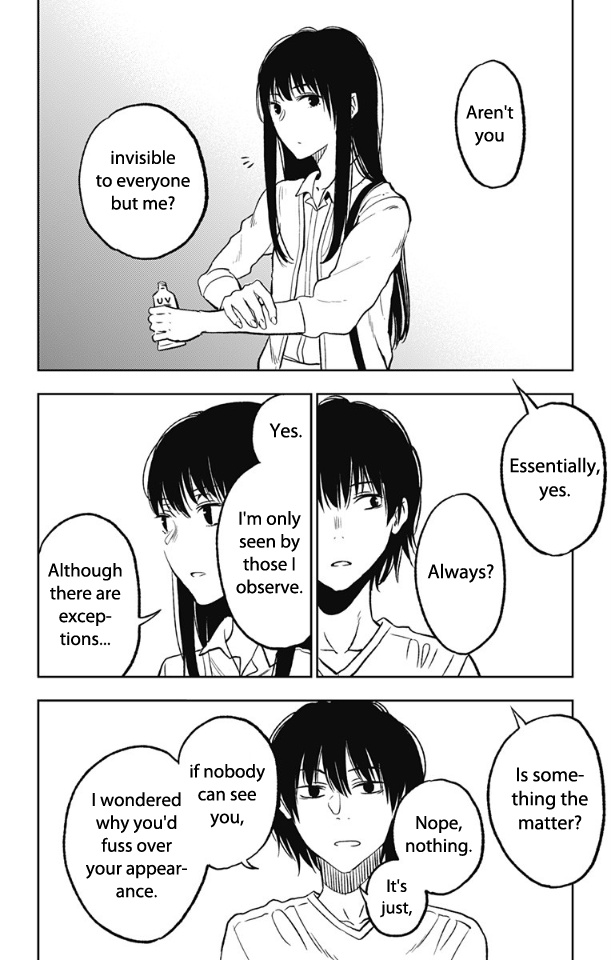 Aren't
you
invisible
to everyone
but me?
UV
Essentially,
yes.
Always?
Yes.
I'm only
seen by
those I
observe.
Although
there are
excep-
tions...
Is some-
thing the
matter?
Nope,
nothing.
It's
just,
if nobody
can see
you,
I wondered
why you'd
fuss over
your appear-
ance.